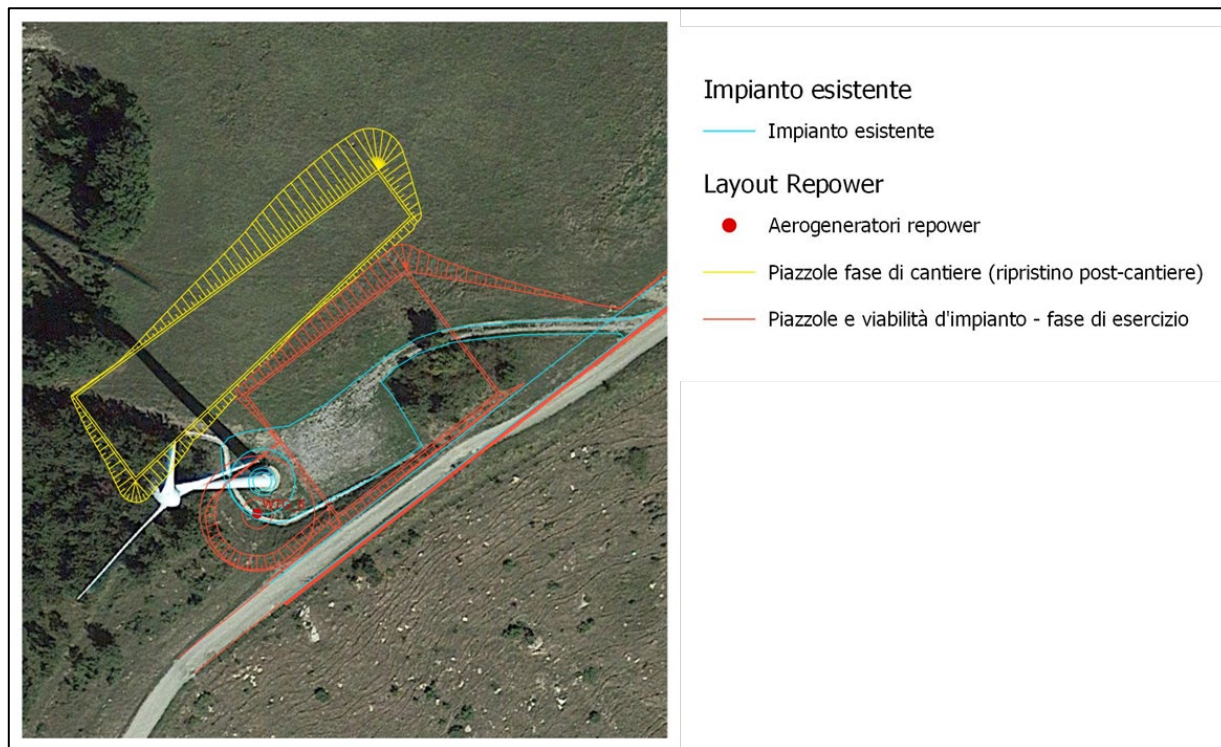 Impianto esistente
Impianto esistente
Layout Repower
Aerogeneratori repower
Piazzole fase di cantiere (ripristino post-cantiere)
Piazzole e viabilità d'impianto - fase di esercizio